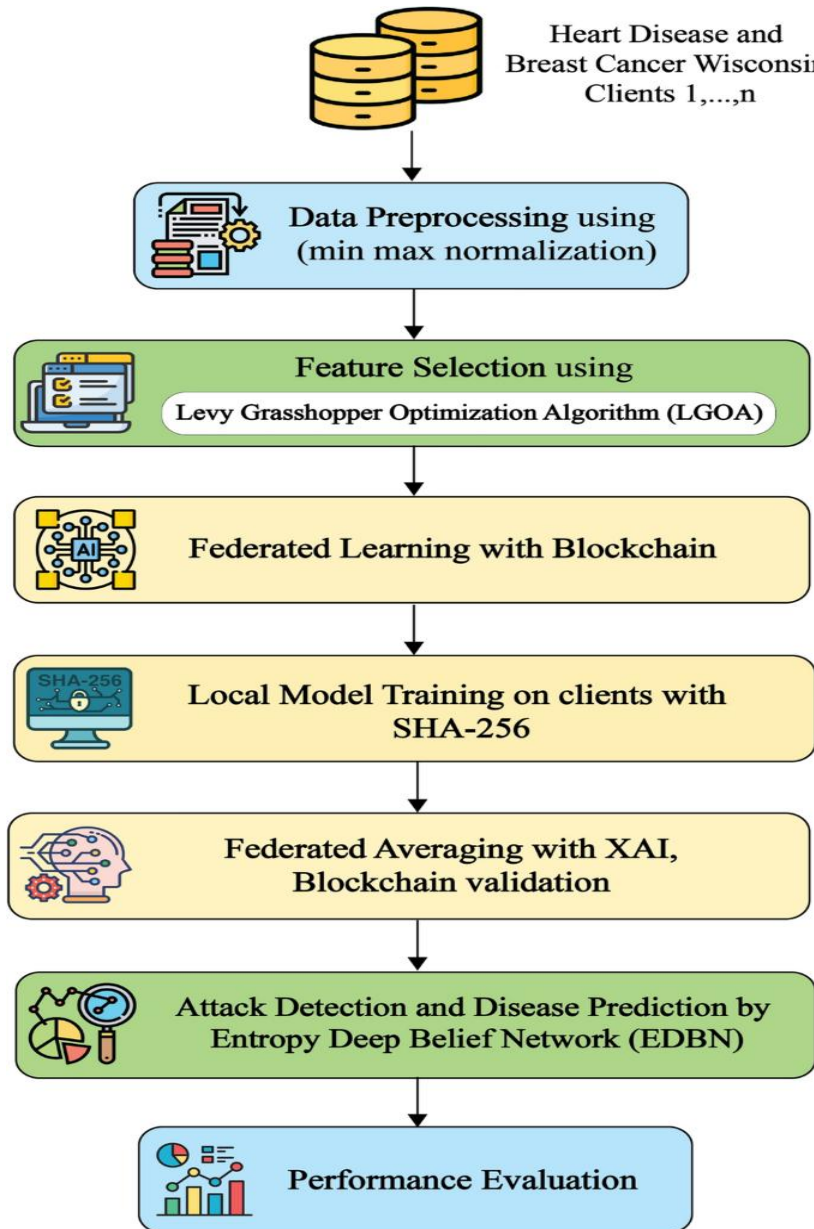 Heart Disease and
Breast Cancer Wisconsin
Clients 1,...,n
Data Preprocessing using
(min max normalization)
Feature Selection using
Levy Grasshopper Optimization Algorithm (LGOA)
AI
Federated Learning with Blockchain
SHA-256
Local Model Training on clients with
SHA-256
Federated Averaging with XAI,
Blockchain validation
Attack Detection and Disease Prediction by
Entropy Deep Belief Network (EDBN)
Performance Evaluation